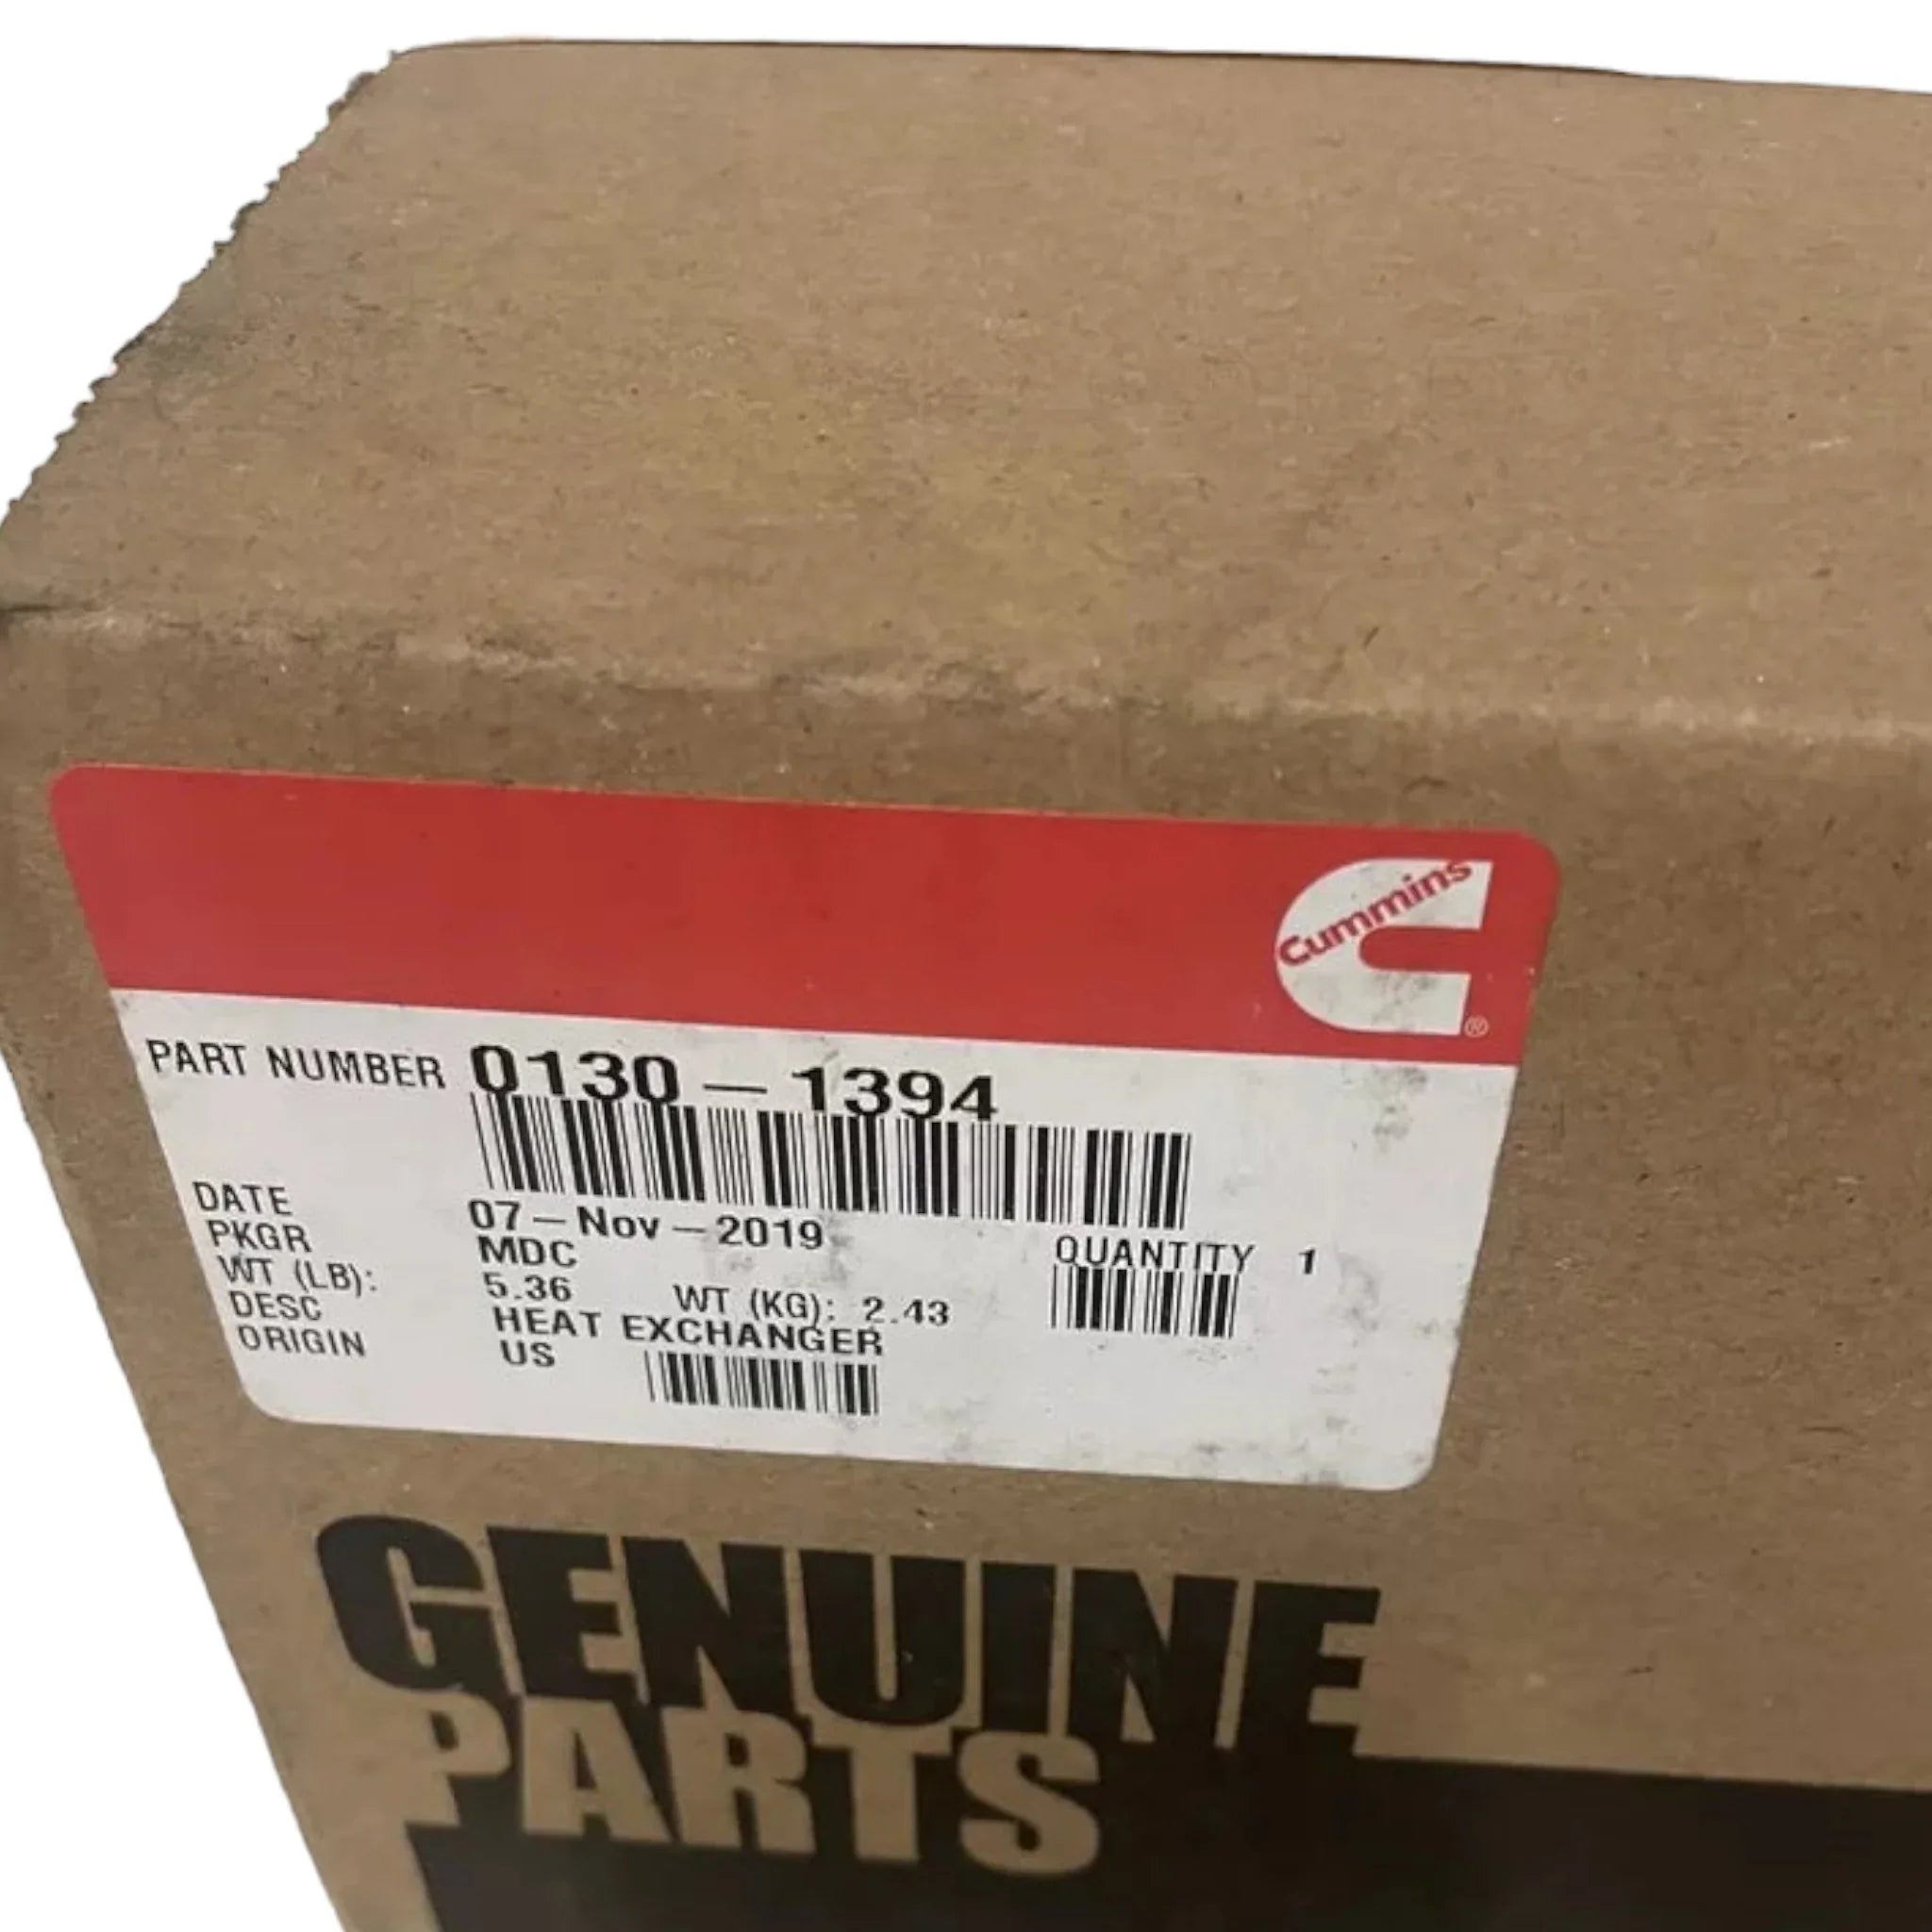 Cummins
®
PART NUMBER 0130-1394
DATE 07-Nov-2019
PKGR MDC
QUANTITY 1
WT (LB): 5.36 WT (KG): 2.43
DESC HEAT EXCHANGER
ORIGIN US
GENUINE
PARTS